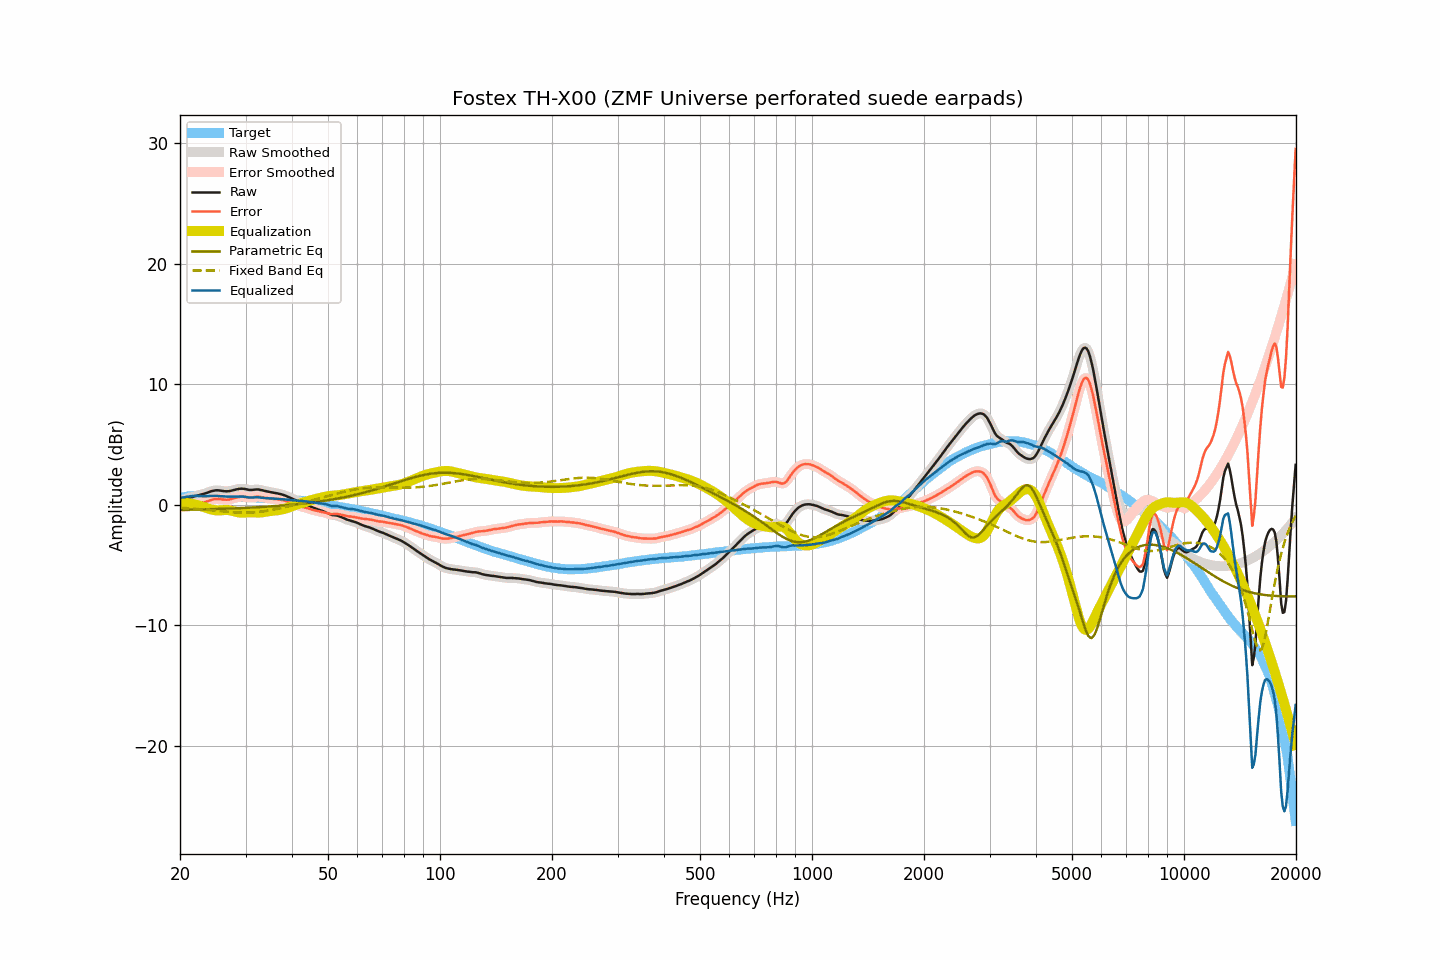 Fostex TH-X00 (ZMF Universe perforated suede earpads)
30
20
10
0
−10
−20
Amplitude (dBr)
Target
Raw Smoothed
Error Smoothed
Raw
Error
Equalization
Parametric Eq
Fixed Band Eq
Equalized
20 50 100 200 500 1000 2000 5000 10000 20000
Frequency (Hz)